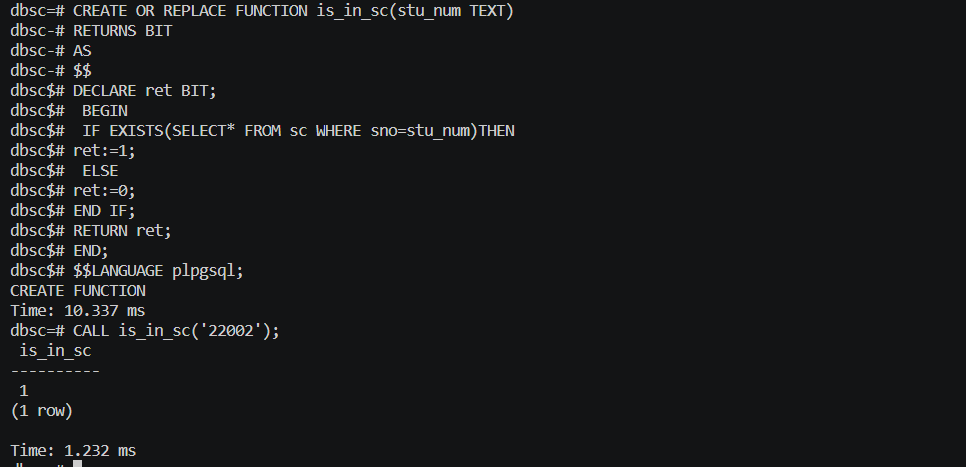 dbsc=# CREATE OR REPLACE FUNCTION is_in_sc(stu_num TEXT)
dbsc-# RETURNS BIT
dbsc-# AS
dbsc-# $$
dbsc$# DECLARE ret BIT;
dbsc$#  BEGIN
dbsc$#  IF EXISTS(SELECT* FROM sc WHERE sno=stu_num)THEN
dbsc$# ret:=1;
dbsc$#  ELSE
dbsc$# ret:=0;
dbsc$# END IF;
dbsc$# RETURN ret;
dbsc$# END;
dbsc$# $$LANGUAGE plpgsql;
CREATE FUNCTION
Time: 10.337 ms
dbsc=# CALL is_in_sc('22002');
 is_in_sc
----------
 1
(1 row)

Time: 1.232 ms